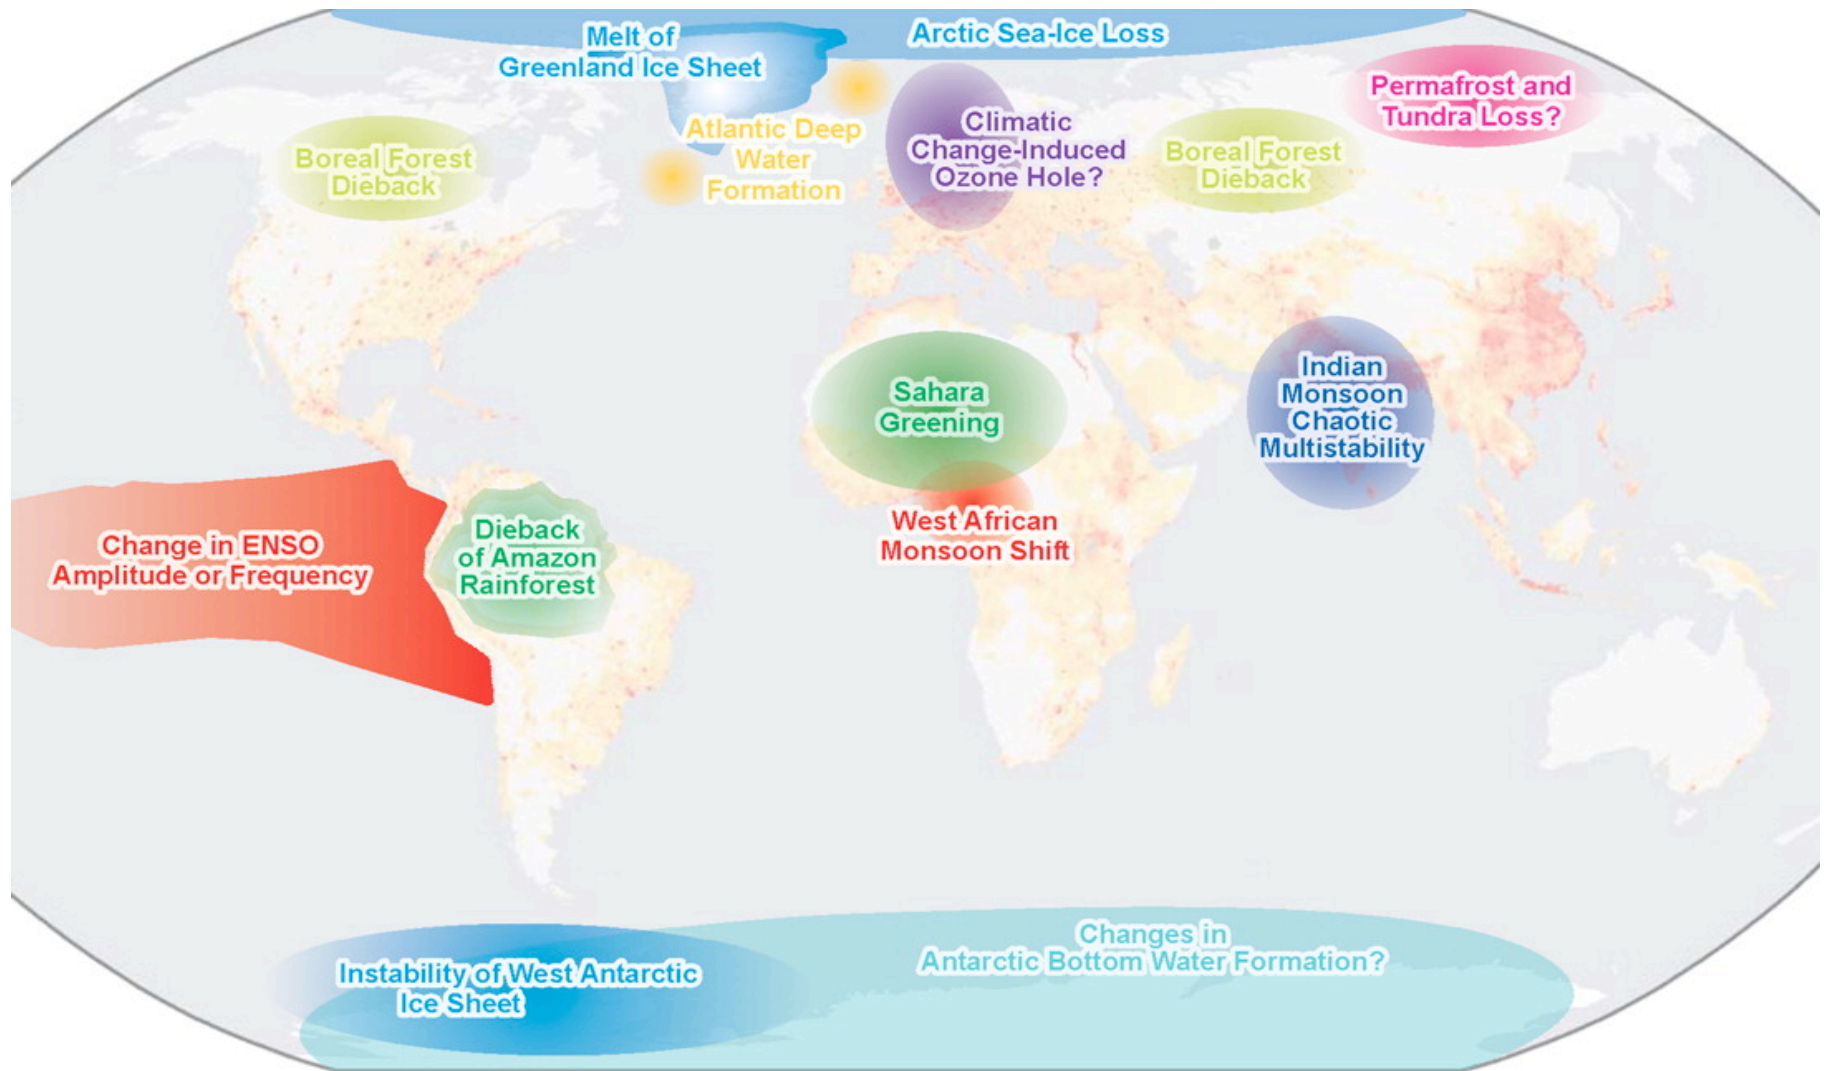 Melt of
Greenland Ice Sheet
Arctic Sea-Ice Loss
Permafrost and
Tundra Loss?
Boreal Forest
Dieback
Atlantic Deep
Water
Formation
Climatic
Change-Induced
Ozone Hole?
Boreal Forest
Dieback
Sahara
Greening
Indian
Monsoon
Chaotic
Multistability
West African
Monsoon Shift
Change in ENSO
Amplitude or Frequency
Dieback
of Amazon
Rainforest
Instability of West Antarctic
Ice Sheet
Changes in
Antarctic Bottom Water Formation?